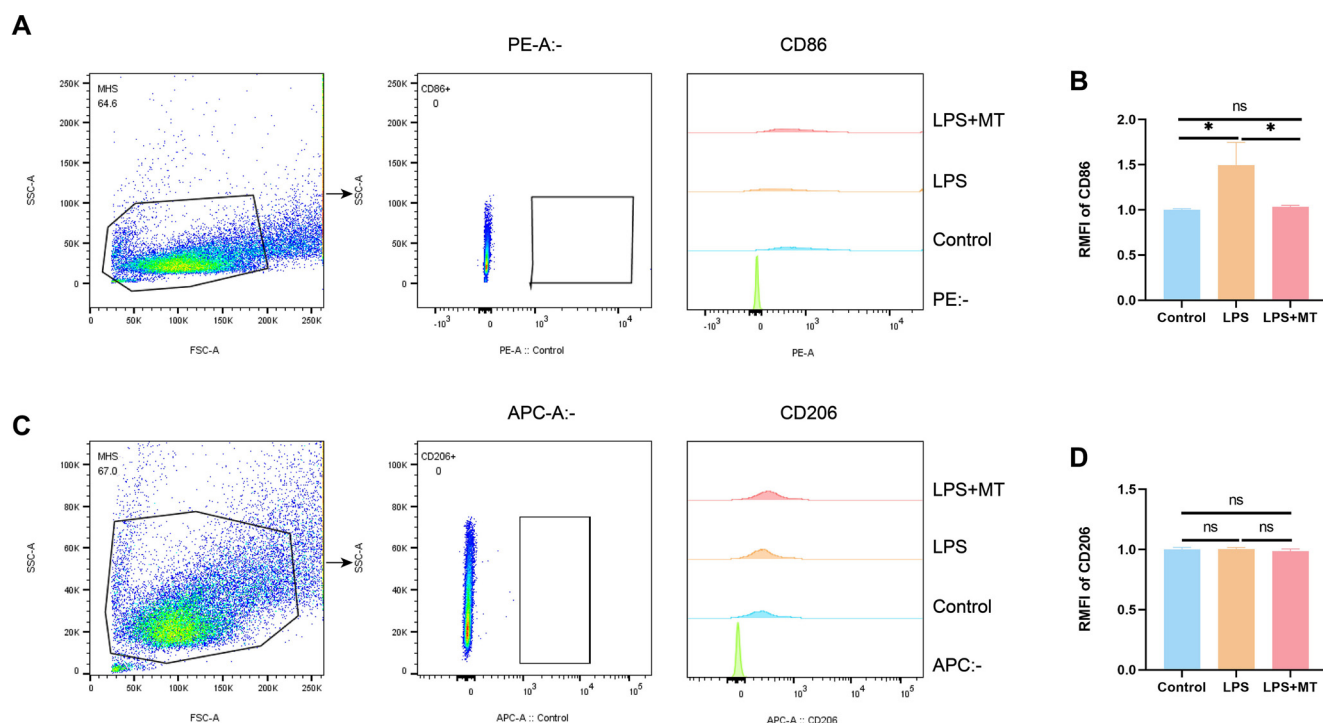 A
PE-A:-
CD86
MHS
64.6
250K
200K
150K
100K
50K
0
SSC-A
0 50K 100K 150K 200K 250K
FSC-A
CD86+
0
250K
200K
150K
100K
50K
0
SSC-A
-10³ 0 10³ 10⁴
PE-A :: Control
LPS+MT
LPS
Control
PE:-
-10³ 0 10³ 10⁴
PE-A
B
RMFI of CD86
2.0
1.5
1.0
0.5
0.0
ns
* *
Control LPS LPS+MT
C
APC-A:-
CD206
MHS
67.0
100K
80K
60K
40K
20K
0
SSC-A
0 50K 100K 150K 200K 250K
FSC-A
CD206+
0
100K
80K
60K
40K
20K
0
SSC-A
0 10³ 10⁴ 10⁵
APC-A :: Control
LPS+MT
LPS
Control
APC:-
0 10³ 10⁴ 10⁵
APC-A :: CD206
D
RMFI of CD206
1.5
1.0
0.5
0.0
ns
ns ns
Control LPS LPS+MT